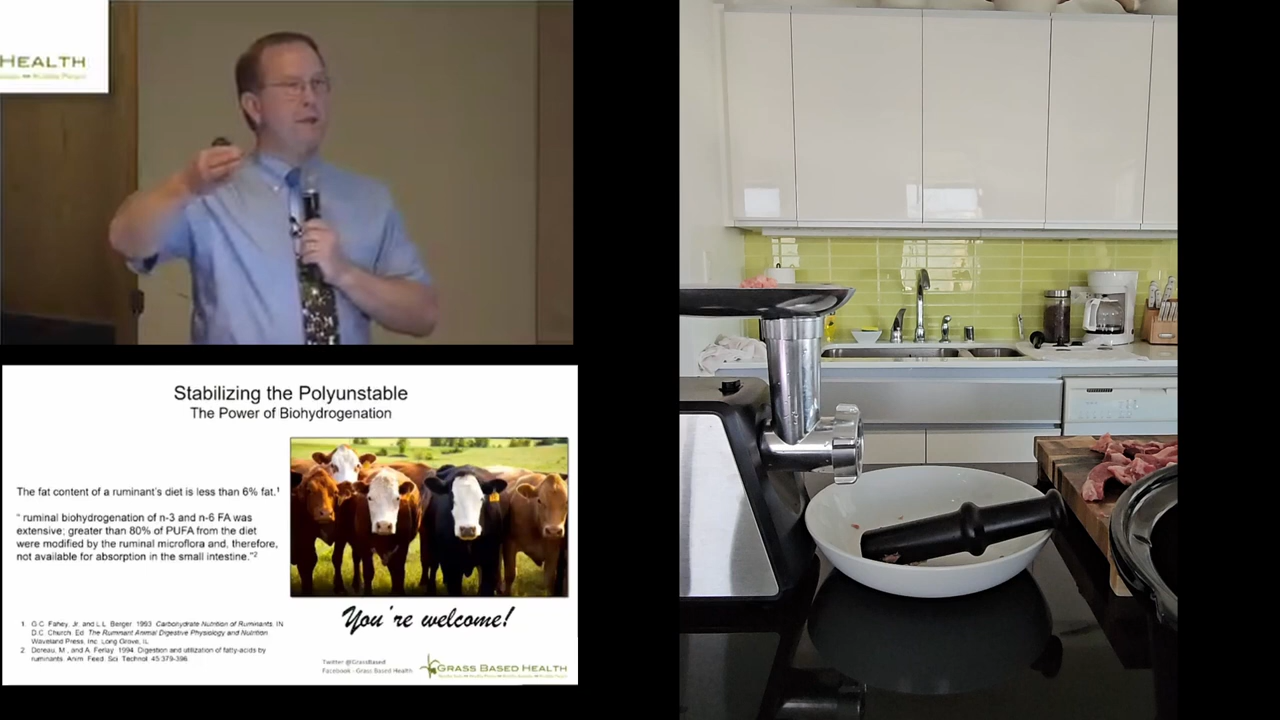 HEALTH
Stabilizing the Polyunstable
The Power of Biohydrogenation
The fat content of a ruminant's diet is less than 6% fat.¹
" ruminal biohydrogenation of n-3 and n-6 FA was
extensive; greater than 80% of PUFA from the diet
were modified by the ruminal microflora and, therefore,
not available for absorption in the small intestine."²
You're welcome!
1. G.C. Fahey, Jr. and L.L. Berger. 1993. Carbohydrate Nutrition of Ruminants. IN
D.C. Church. Ed. The Ruminant Animal Digestive Physiology and Nutrition.
Waveland Press, Inc. Long Grove, IL
2. Doreau, M., and A. Ferlay. 1994. Digestion and utilization of fatty-acids by
ruminants. Anim. Feed. Sci. Technol. 45:379-396.
Twitter @GrassBased
Facebook - Grass Based Health
GRASS BASED HEALTH